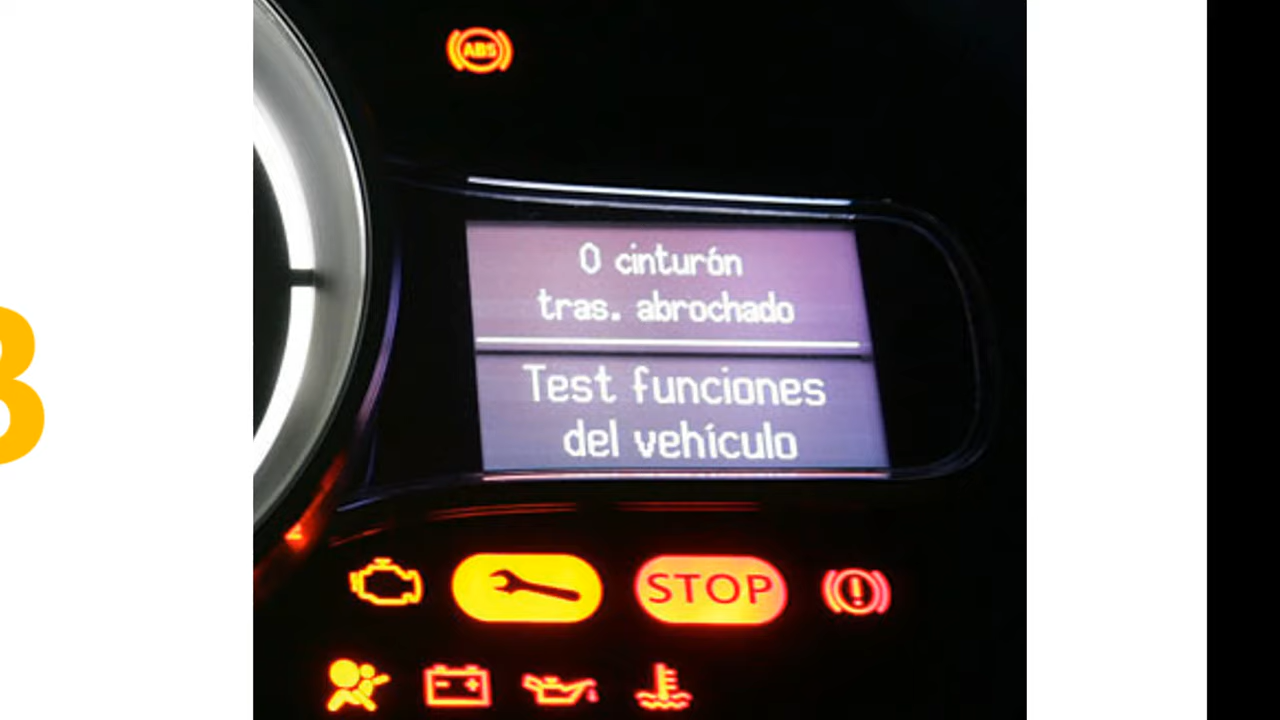 ABS
0 cinturón
tras. abrochado
Test funciones
del vehículo
STOP